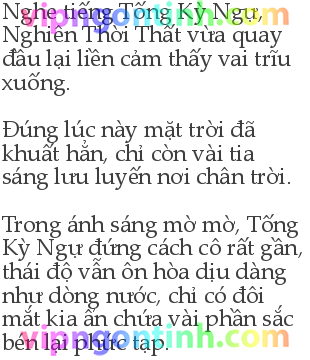 Nghe tiếng Tống Kỳ Ngự,
Nghiên Thời Thất vừa quay
đầu lại liền cảm thấy vai trĩu
xuống.
Đúng lúc này mặt trời đã
khuất hẳn, chỉ còn vài tia
sáng lưu luyến nơi chân trời.
Trong ánh sáng mờ mờ, Tống
Kỳ Ngự đứng cách cô rất gần,
thái độ vẫn ôn hòa dịu dàng
như dòng nước, chỉ có đôi
mắt kia ẩn chứa vài phần sắc
bén lại phức tạp.
vipngontinh.com
vipngontinh.com